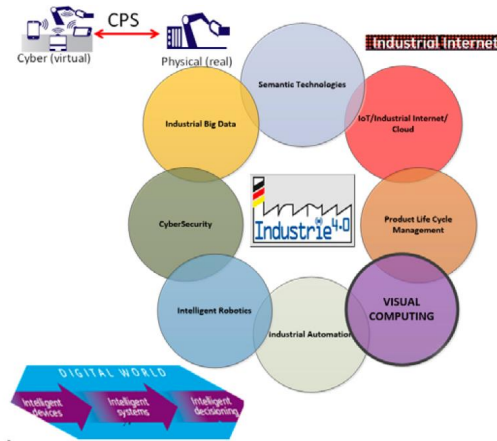 CPS
Cyber (virtual)
Physical (real)
Industrial Internet
Semantic Technologies
Industrial Big Data
IoT/Industrial Internet/
Cloud
CyberSecurity
Industrie 4.0
Product Life Cycle
Management
Intelligent Robotics
VISUAL
COMPUTING
Industrial Automation
DIGITAL WORLD
Intelligent
devices
Intelligent
systems
Intelligent
decisioning